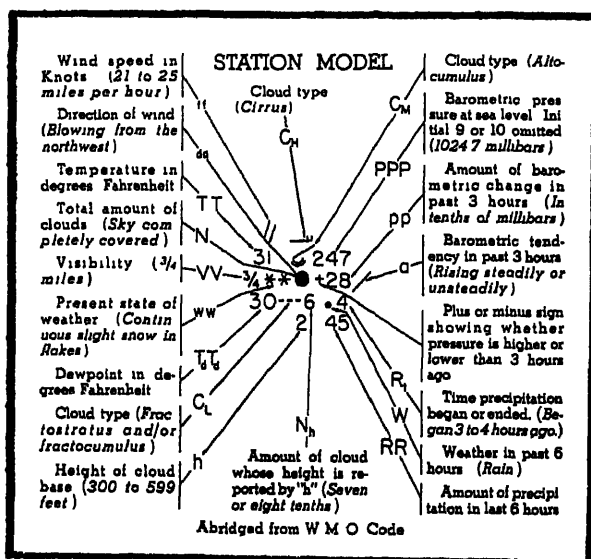 STATION MODEL
Wind speed in
Knots (21 to 25
miles per hour)
ff
Direction of wind
(Blowing from the
northwest)
dd
Temperature in
degrees Fahrenheit
TT
Total amount of
clouds (Sky com
pletely covered)
N
Visibility (3/4
miles)
VV
Present state of
weather (Contin
uous slight snow in
flakes)
ww
Dewpoint in de-
grees Fahrenheit
TdTd
Cloud type (Frac
tostratus and/or
fractocumulus)
CL
Height of cloud
base (300 to 599
feet)
h
Cloud type
(Cirrus)
CH
31 247
3/4 ** +28
30 --- 6 .4
2 45
Nh
Amount of cloud
whose height is re-
ported by "h" (Seven
or eight tenths)
Cloud type (Alto-
cumulus)
CM
Barometric pres
sure at sea level Ini
tial 9 or 10 omitted
(1024 7 millibars)
PPP
Amount of baro-
metric change in
past 3 hours (In
tenths of millibars)
pp
Barometric tend-
ency in past 3 hours
(Rising steadily or
unsteadily)
a
Plus or minus sign
showing whether
pressure is higher or
lower than 3 hours
ago
Time precipitation
began or ended. (Be-
gan 3 to 4 hours ago.)
Rt
Weather in past 6
hours (Rain)
W
Amount of precipi
tation in last 6 hours
RR
Abridged from W M O Code